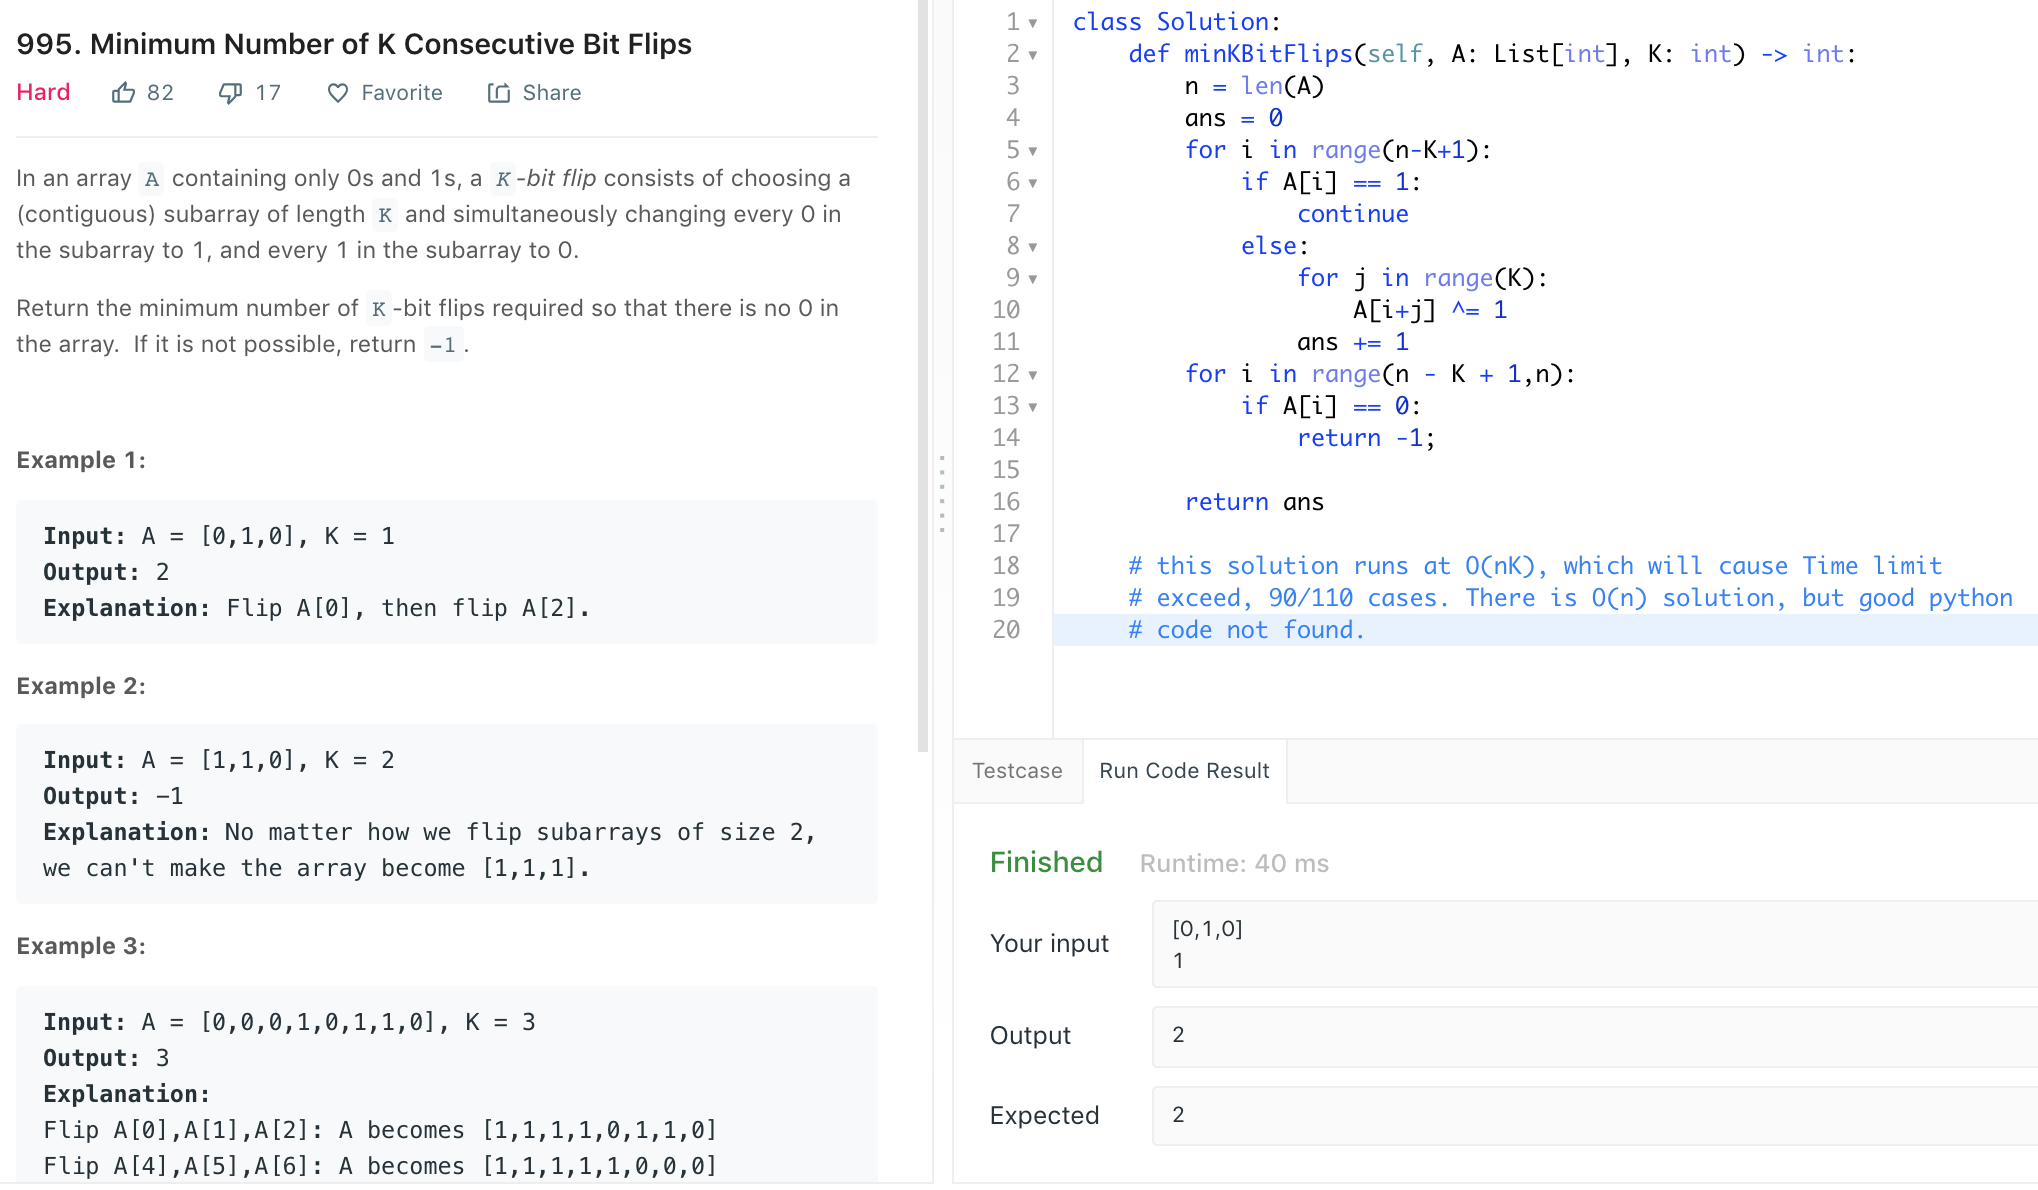 995. Minimum Number of K Consecutive Bit Flips
Hard 82 17 Favorite Share
In an array A containing only 0s and 1s, a K-bit flip consists of choosing a
(contiguous) subarray of length K and simultaneously changing every 0 in
the subarray to 1, and every 1 in the subarray to 0.
Return the minimum number of K-bit flips required so that there is no 0 in
the array.  If it is not possible, return -1.
Example 1:
Input: A = [0,1,0], K = 1
Output: 2
Explanation: Flip A[0], then flip A[2].
Example 2:
Input: A = [1,1,0], K = 2
Output: -1
Explanation: No matter how we flip subarrays of size 2,
we can't make the array become [1,1,1].
Example 3:
Input: A = [0,0,0,1,0,1,1,0], K = 3
Output: 3
Explanation:
Flip A[0],A[1],A[2]: A becomes [1,1,1,1,0,1,1,0]
Flip A[4],A[5],A[6]: A becomes [1,1,1,1,1,0,0,0]
1 class Solution:
2     def minKBitFlips(self, A: List[int], K: int) -> int:
3         n = len(A)
4         ans = 0
5         for i in range(n-K+1):
6             if A[i] == 1:
7                 continue
8             else:
9                 for j in range(K):
10                     A[i+j] ^= 1
11                 ans += 1
12         for i in range(n - K + 1,n):
13             if A[i] == 0:
14                 return -1;
15
16         return ans
17
18     # this solution runs at O(nK), which will cause Time limit
19     # exceed, 90/110 cases. There is O(n) solution, but good python
20     # code not found.
Testcase Run Code Result
Finished Runtime: 40 ms
Your input
[0,1,0]
1
Output
2
Expected
2